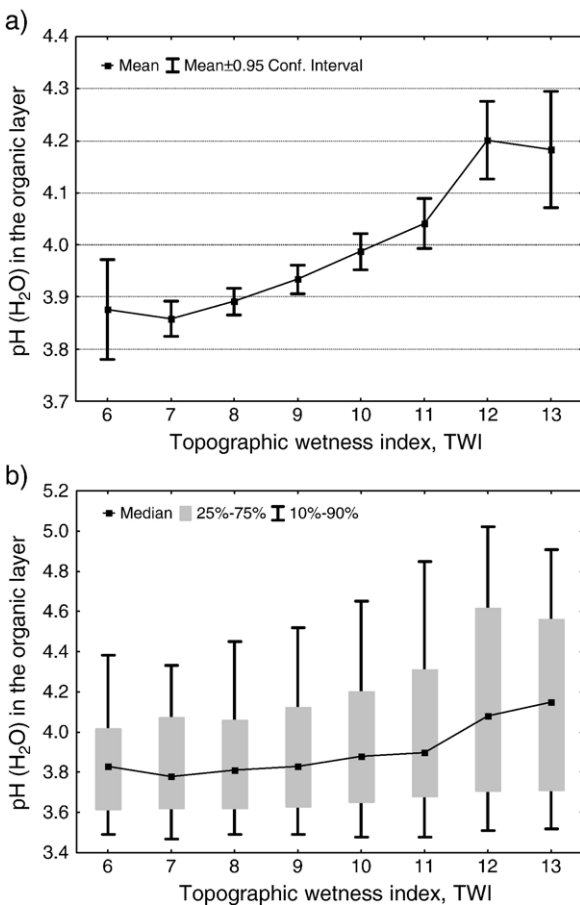 a)
pH (H₂O) in the organic layer
4.4
4.3
4.2
4.1
4.0
3.9
3.8
3.7
Mean Mean±0.95 Conf. Interval
6 7 8 9 10 11 12 13
Topographic wetness index, TWI
b)
pH (H₂O) in the organic layer
5.2
5.0
4.6
4.2
4.0
3.8
3.6
3.4
Median 25%-75% 10%-90%
6 7 8 9 10 11 12 13
Topographic wetness index, TWI